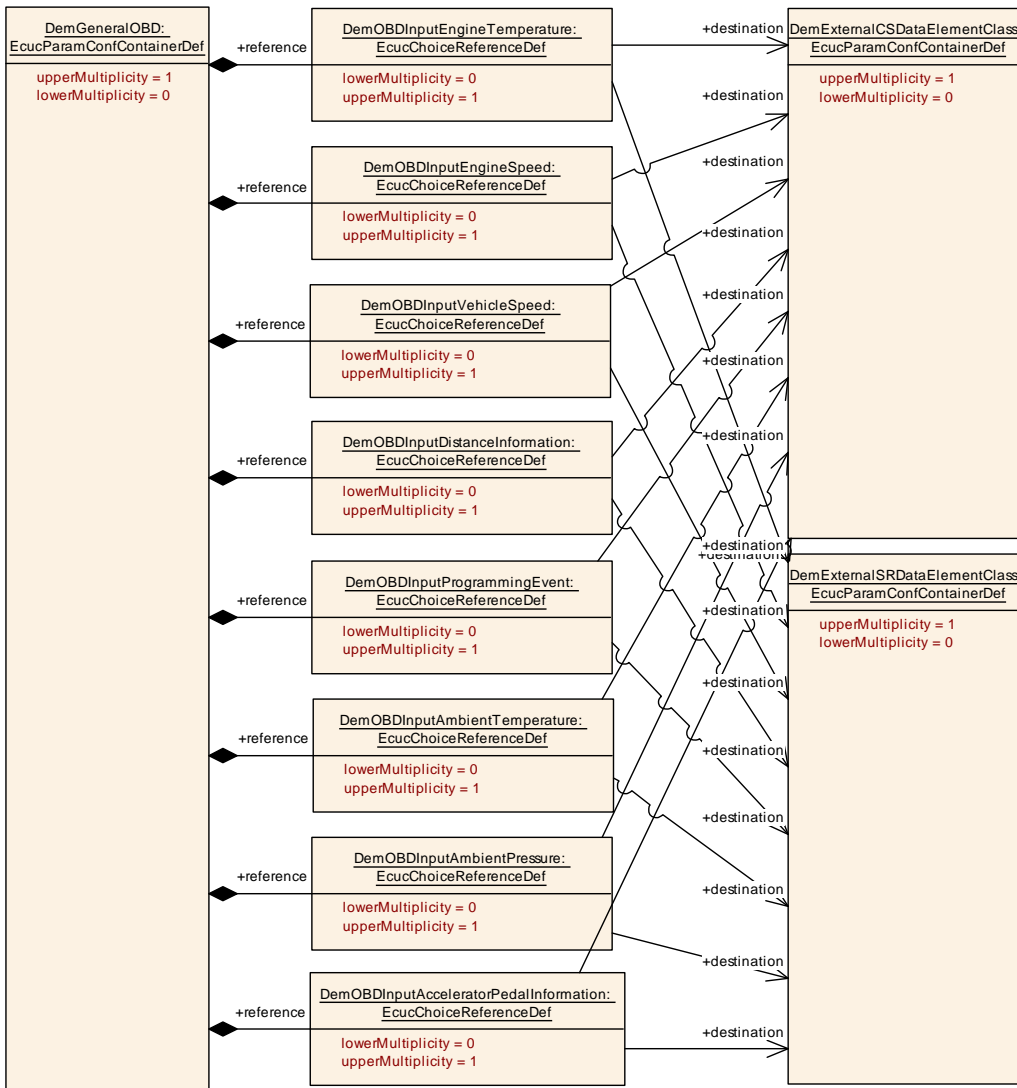 DemGeneralOBD:
EcucParamConfContainerDef
upperMultiplicity = 1
lowerMultiplicity = 0
+reference
DemOBDInputEngineTemperature:
EcucChoiceReferenceDef
lowerMultiplicity = 0
upperMultiplicity = 1
+destination
DemExternalCSDataElementClass
EcucParamConfContainerDef
upperMultiplicity = 1
lowerMultiplicity = 0
+destination
+reference
DemOBDInputEngineSpeed:
EcucChoiceReferenceDef
lowerMultiplicity = 0
upperMultiplicity = 1
+destination
+destination
+reference
DemOBDInputVehicleSpeed:
EcucChoiceReferenceDef
lowerMultiplicity = 0
upperMultiplicity = 1
+destination
+destination
+reference
DemOBDInputDistanceInformation:
EcucChoiceReferenceDef
lowerMultiplicity = 0
upperMultiplicity = 1
+destination
+destination
+destination
+reference
DemOBDInputProgrammingEvent:
EcucChoiceReferenceDef
lowerMultiplicity = 0
upperMultiplicity = 1
DemExternalSRDataElementClass
EcucParamConfContainerDef
upperMultiplicity = 1
lowerMultiplicity = 0
+destination
+destination
+reference
DemOBDInputAmbientTemperature:
EcucChoiceReferenceDef
lowerMultiplicity = 0
upperMultiplicity = 1
+destination
+destination
+reference
DemOBDInputAmbientPressure:
EcucChoiceReferenceDef
lowerMultiplicity = 0
upperMultiplicity = 1
+destination
+destination
+reference
DemOBDInputAcceleratorPedalInformation:
EcucChoiceReferenceDef
lowerMultiplicity = 0
upperMultiplicity = 1
+destination